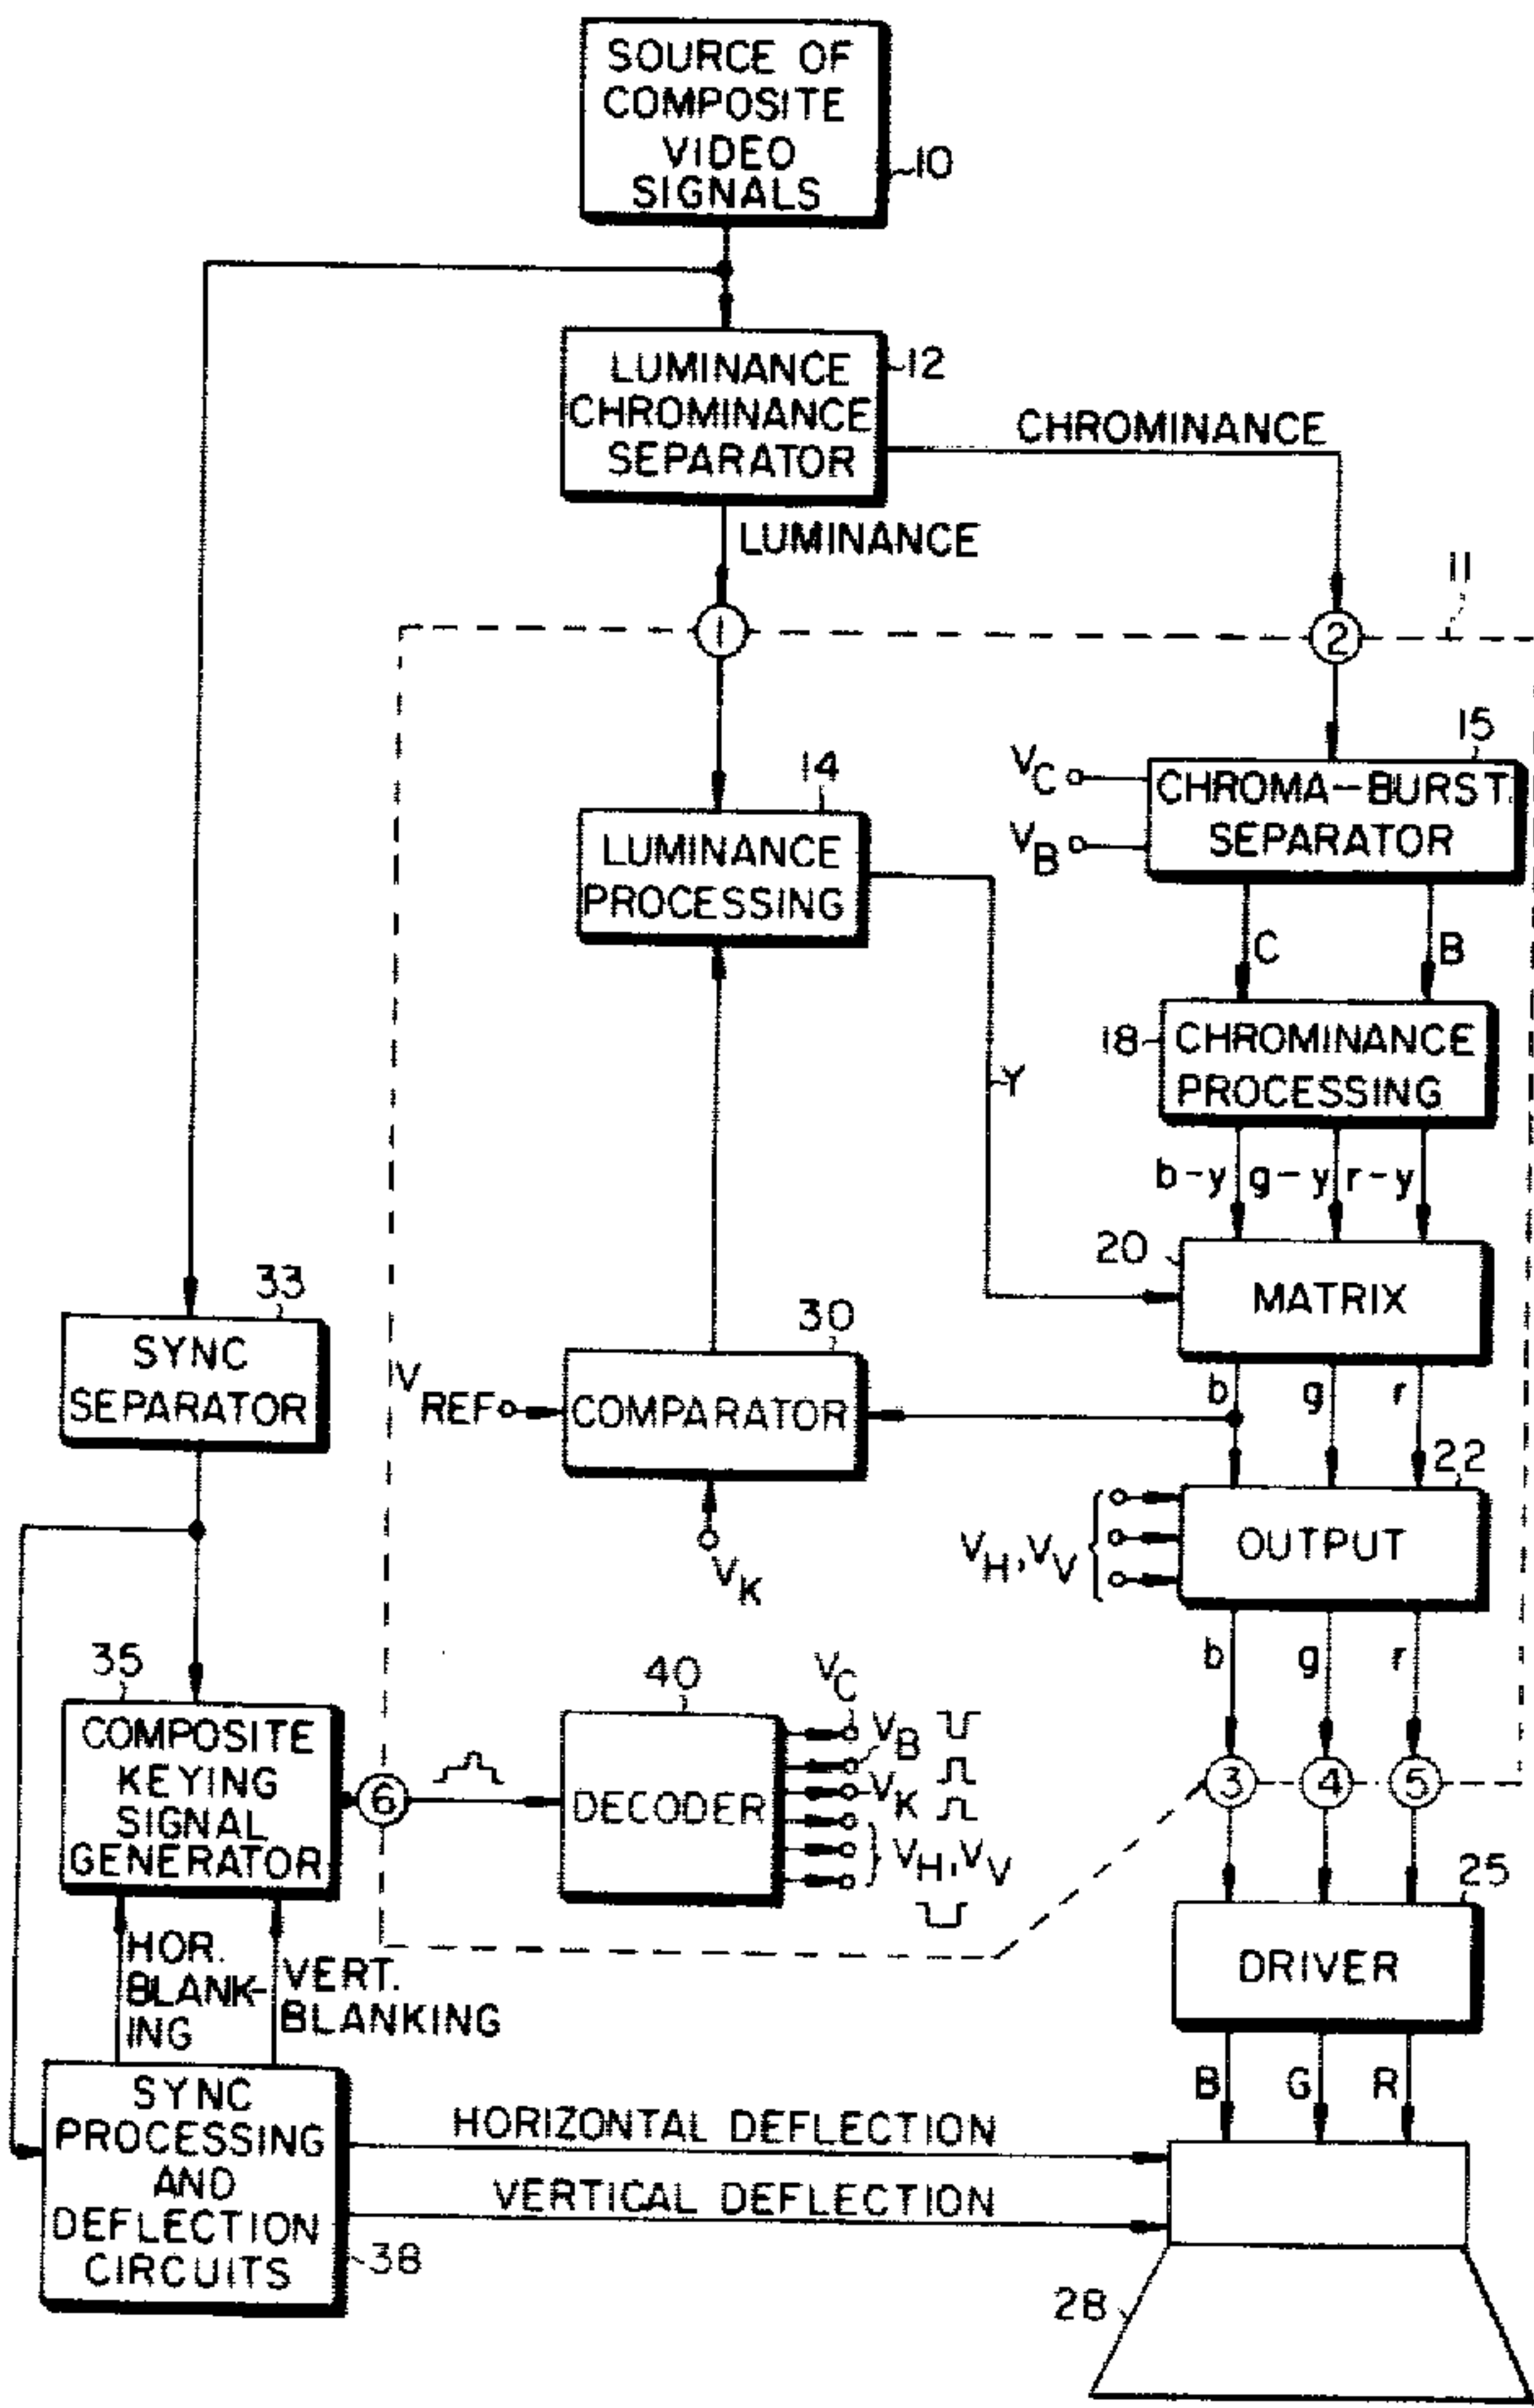 SOURCE OF
COMPOSITE
VIDEO
SIGNALS
10
LUMINANCE
CHROMINANCE
SEPARATOR
12
CHROMINANCE
LUMINANCE
11
1
2
14
LUMINANCE
PROCESSING
15
VC
VB
CHROMA-BURST
SEPARATOR
C
B
18
CHROMINANCE
PROCESSING
Y
b-y g-y r-y
20
MATRIX
33
SYNC
SEPARATOR
30
VREF
COMPARATOR
VK
b
g
r
22
VH, VV
OUTPUT
b
g
r
35
COMPOSITE
KEYING
SIGNAL
GENERATOR
6
40
DECODER
VC
VB
VK
VH, VV
3
4
5
25
DRIVER
HOR.
BLANK-
ING
VERT.
BLANKING
B
G
R
SYNC
PROCESSING
AND
DEFLECTION
CIRCUITS
38
HORIZONTAL DEFLECTION
VERTICAL DEFLECTION
28